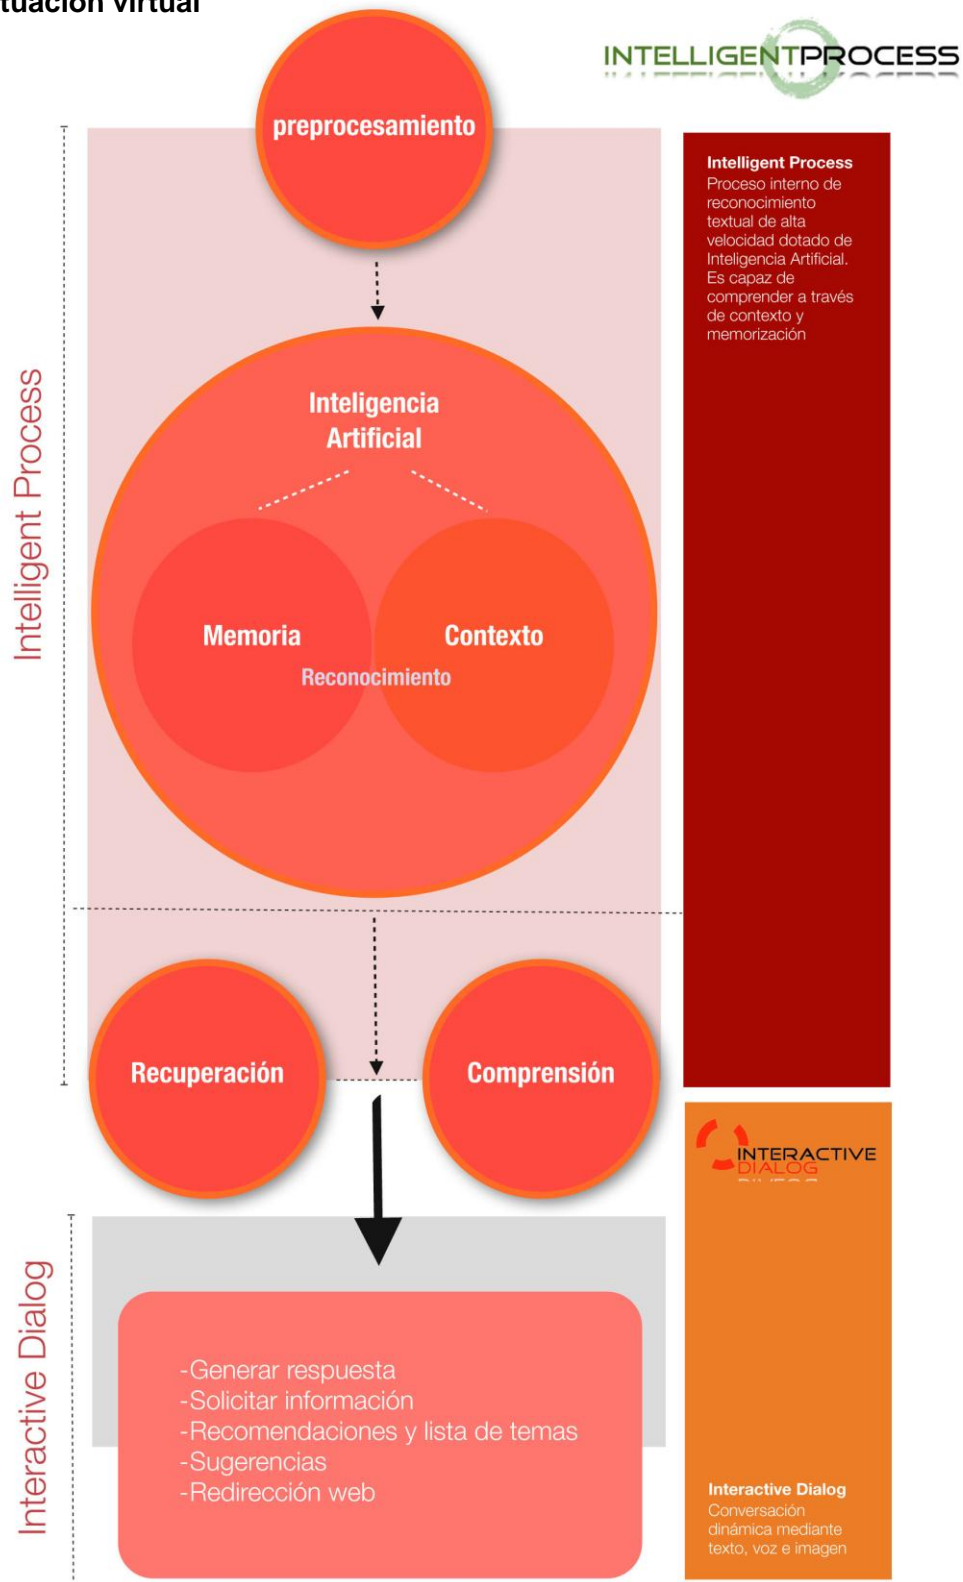 tuación virtual
INTELLIGENTPROCESS
preprocesamiento
Intelligent Process
Proceso interno de
reconocimiento
textual de alta
velocidad dotado de
Inteligencia Artificial.
Es capaz de
comprender a través
de contexto y
memorización
Intelligent Process
Inteligencia
Artificial
Memoria
Contexto
Reconocimiento
Recuperación
Comprensión
INTERACTIVE
DIALOG
Interactive Dialog
-Generar respuesta
-Solicitar información
-Recomendaciones y lista de temas
-Sugerencias
-Redirección web
Interactive Dialog
Conversación
dinámica mediante
texto, voz e imagen